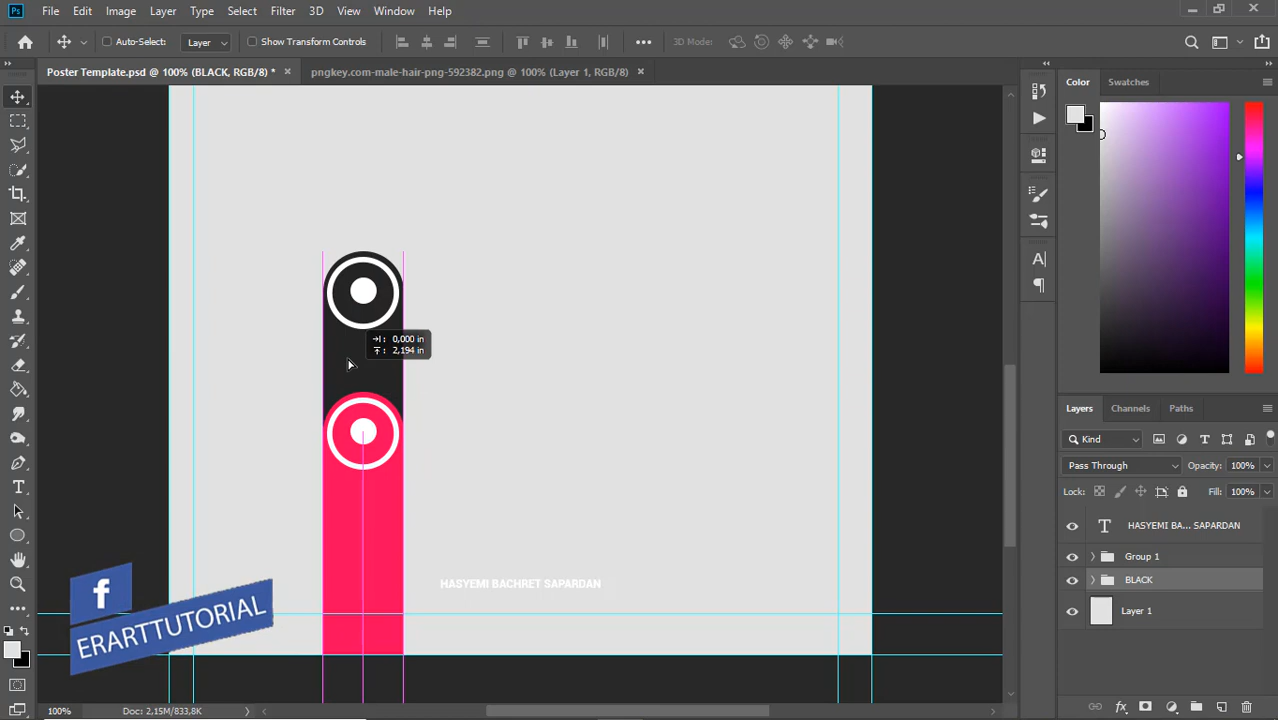 Ps File Edit Image Layer Type Select Filter 3D View Window Help
Auto-Select: Layer Show Transform Controls 3D Mode:
Poster Template.psd @ 100% (BLACK, RGB/8) * × pngkey.com-male-hair-png-592382.png @ 100% (Layer 1, RGB/8) ×
Color Swatches
0,000 in
2,194 in
HASYEMI BACHRET SAPARDAN
f
ERARTTUTORIAL
Layers Channels Paths
Kind
Pass Through Opacity: 100%
Lock: Fill: 100%
T HASYEMI BA... SAPARDAN
Group 1
BLACK
Layer 1
100% Doc: 2,15M/833,8K